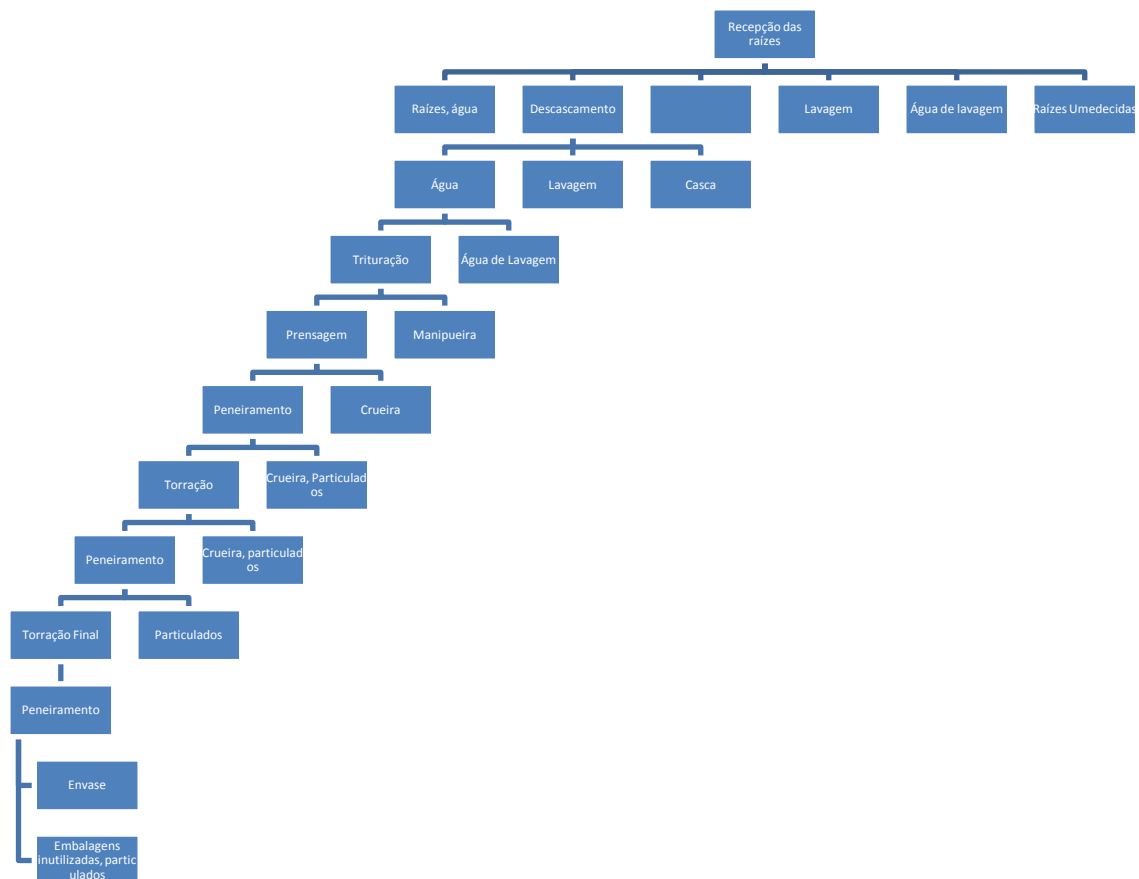 Recepção das
raízes
Raízes, água
Descascamento
Lavagem
Água de lavagem
Raízes Umedecidas
Água
Lavagem
Casca
Trituração
Água de Lavagem
Prensagem
Manipueira
Peneiramento
Crueira
Torração
Crueira, Particulad
os
Peneiramento
Crueira, particulad
os
Torração Final
Particulados
Peneiramento
Envase
Embalagens
inutilizadas, partic
ulados